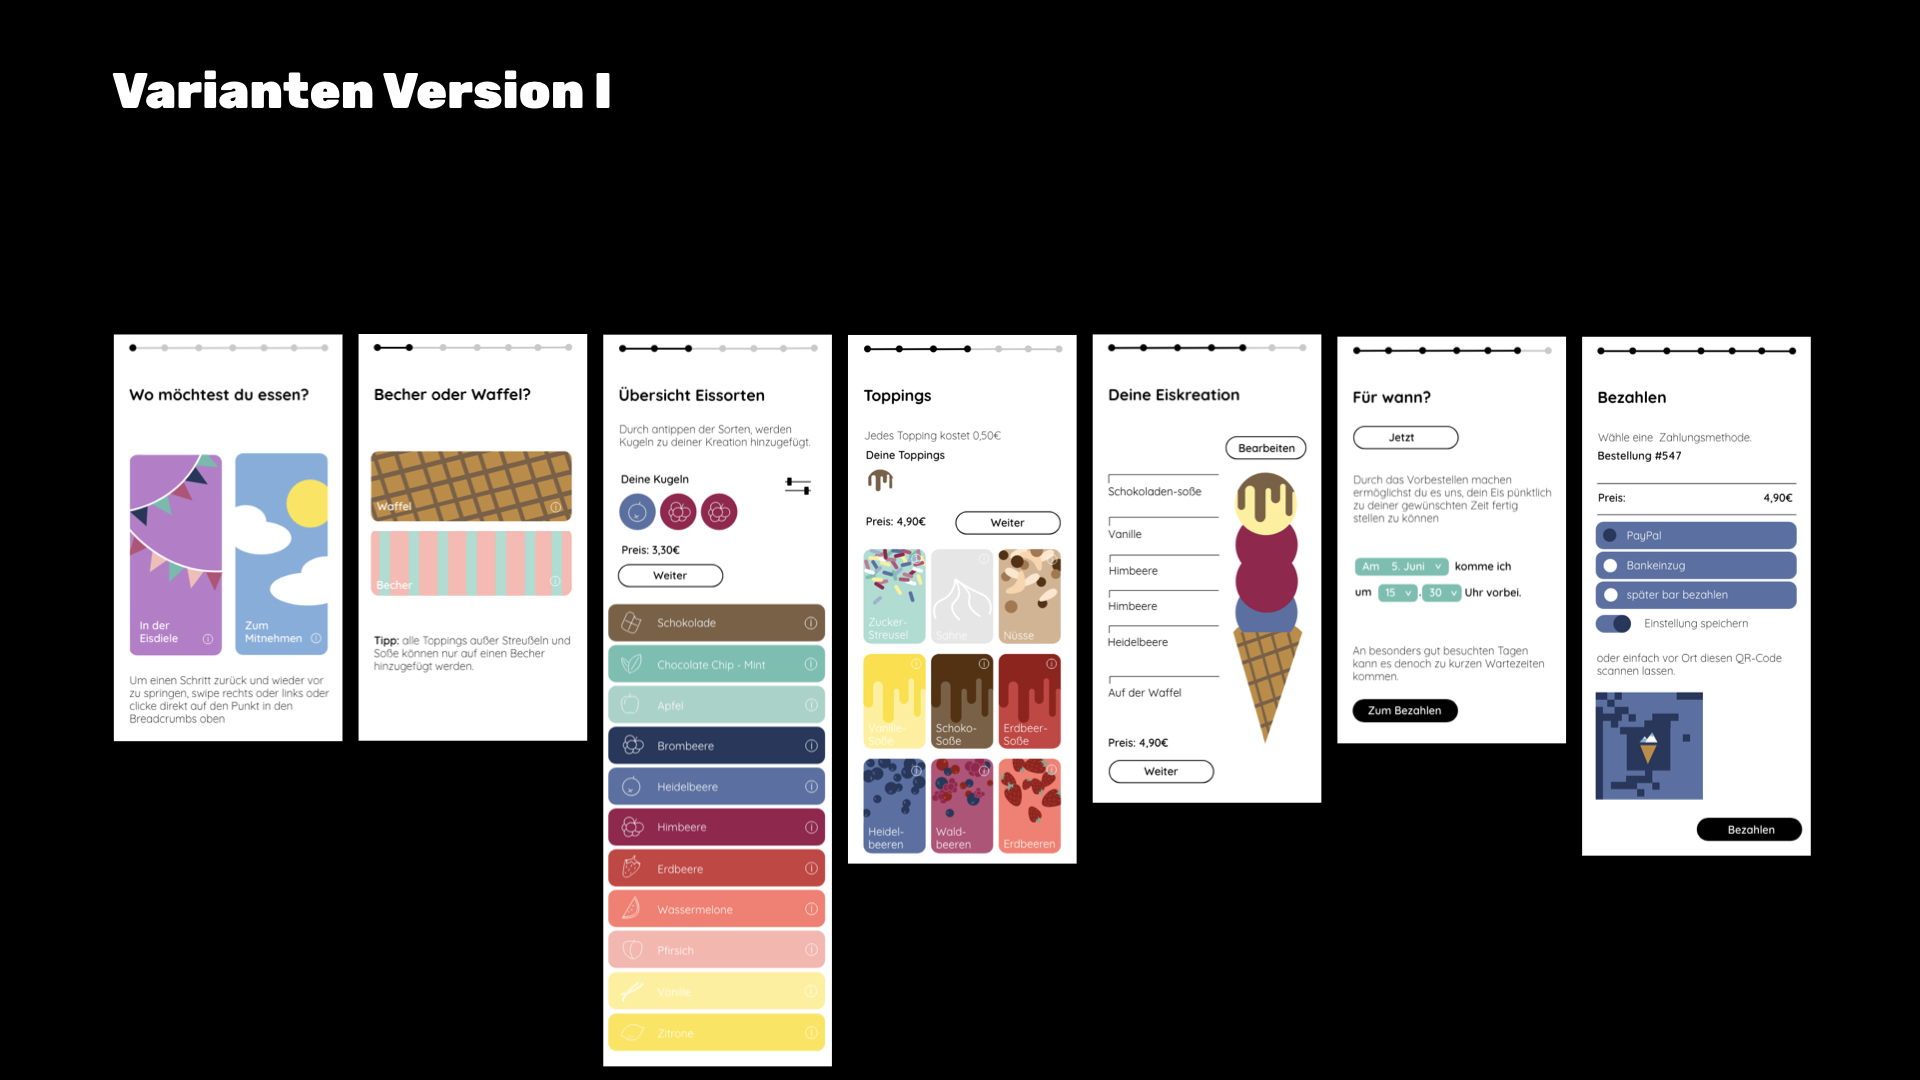 Varianten Version I
Wo möchtest du essen?
In der
Eisdiele
Zum
Mitnehmen
Um einen Schritt zurück und wieder vor
zu springen, swipe rechts oder links oder
clicke direkt auf den Punkt in den
Breadcrumbs oben
Becher oder Waffel?
Waffel
Becher
Tipp: alle Toppings außer Streußeln und
Soße können nur auf einen Becher
hinzugefügt werden.
Übersicht Eissorten
Durch antippen der Sorten, werden
Kugeln zu deiner Kreation hinzugefügt.
Deine Kugeln
Preis: 3,30€
Weiter
Schokolade
Chocolate Chip - Mint
Apfel
Brombeere
Heidelbeere
Himbeere
Erdbeere
Wassermelone
Pfirsich
Vanille
Zitrone
Toppings
Jedes Topping kostet 0,50€
Deine Toppings
Preis: 4,90€
Weiter
Zucker-
Streusel
Sahne
Nüsse
Vanille-
Soße
Schoko-
Soße
Erdbeer-
Soße
Heidel-
beeren
Wald-
beeren
Erdbeeren
Deine Eiskreation
Bearbeiten
Schokoladen-soße
Vanille
Himbeere
Himbeere
Heidelbeere
Auf der Waffel
Preis: 4,90€
Weiter
Für wann?
Jetzt
Durch das Vorbestellen machen
ermöglichst du es uns, dein Eis pünktlich
zu deiner gewünschten Zeit fertig
stellen zu können
Am 5. Juni komme ich
um 15 . 30 Uhr vorbei.
An besonders gut besuchten Tagen
kann es denoch zu kurzen Wartezeiten
kommen.
Zum Bezahlen
Bezahlen
Wähle eine Zahlungsmethode.
Bestellung #547
Preis: 4,90€
PayPal
Bankeinzug
später bar bezahlen
Einstellung speichern
oder einfach vor Ort diesen QR-Code
scannen lassen.
Bezahlen